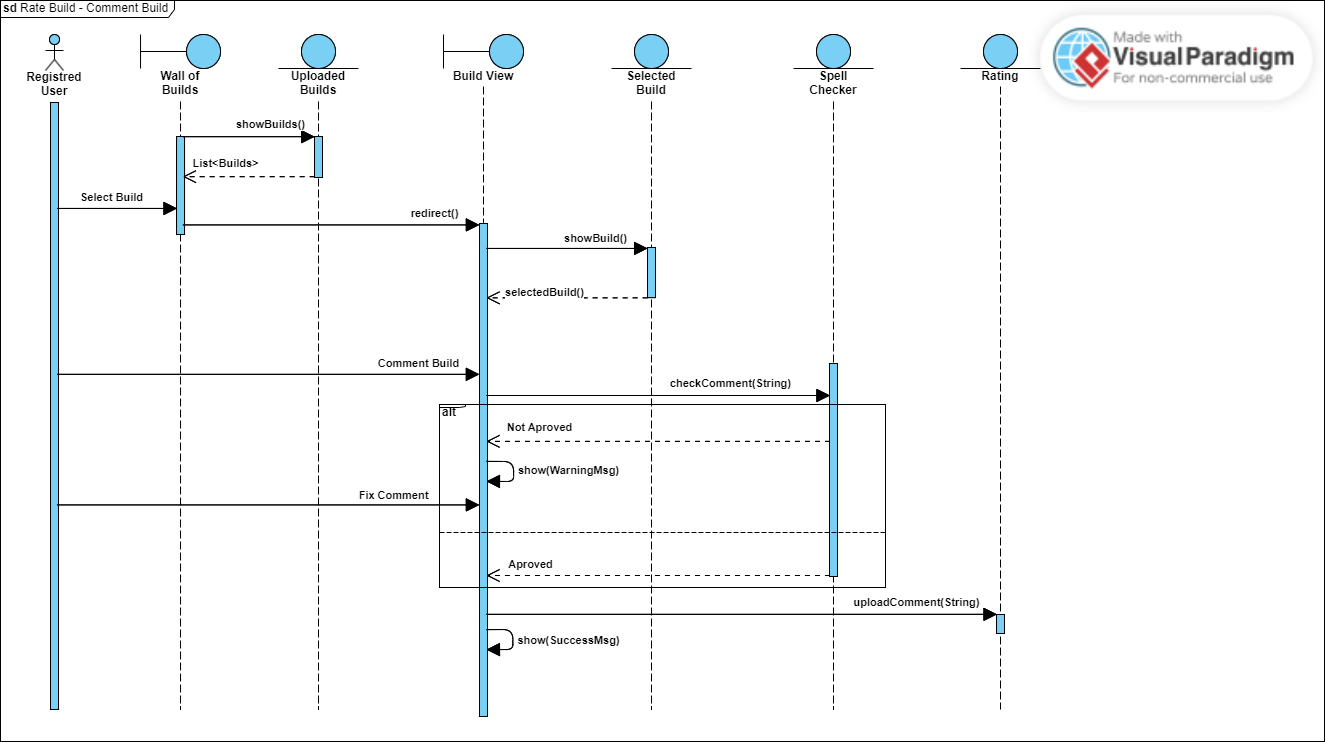 sd Rate Build - Comment Build
Made with
Visual Paradigm
For non-commercial use
Registred
User
Wall of
Builds
Uploaded
Builds
Build View
Selected
Build
Spell
Checker
Rating
showBuilds()
List<Builds>
Select Build
redirect()
showBuild()
selectedBuild()
Comment Build
checkComment(String)
alt
Not Aproved
show(WarningMsg)
Fix Comment
Aproved
uploadComment(String)
show(SuccessMsg)